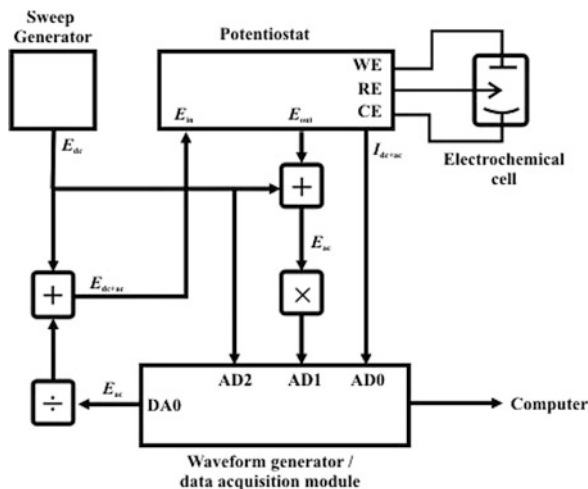 Sweep
Generator
Potentiostat
WE
RE
CE
E_in
E_out
E_dc
I_dc+ac
Electrochemical
cell
+
E_ac
+
E_dc+ac
×
÷
E_ac
AD2
AD1
AD0
DA0
Computer
Waveform generator /
data acquisition module